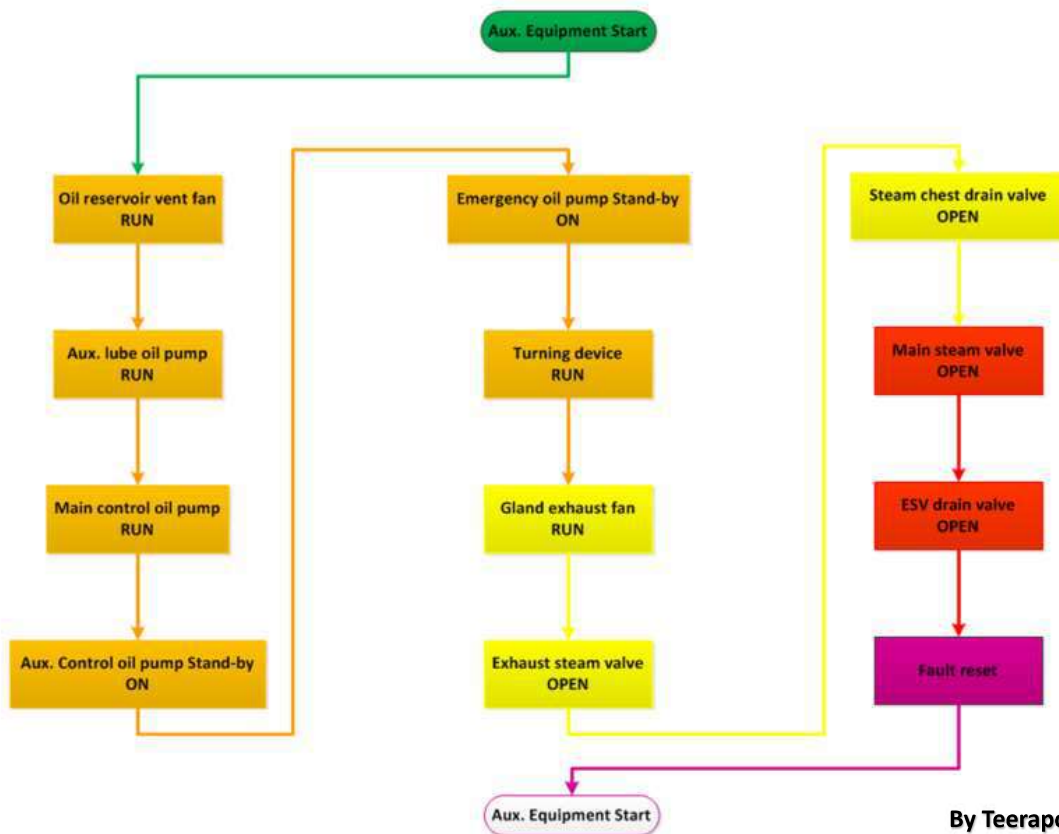 Aux. Equipment Start
Oil reservoir vent fan
RUN
Aux. lube oil pump
RUN
Main control oil pump
RUN
Aux. Control oil pump Stand-by
ON
Emergency oil pump Stand-by
ON
Turning device
RUN
Gland exhaust fan
RUN
Exhaust steam valve
OPEN
Steam chest drain valve
OPEN
Main steam valve
OPEN
ESV drain valve
OPEN
Fault reset
Aux. Equipment Start
By